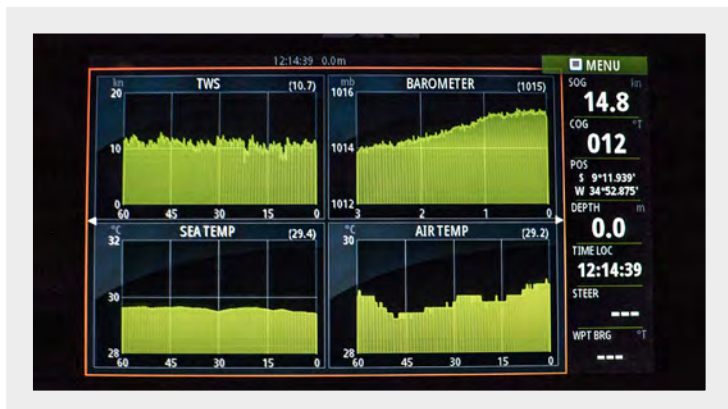 12:14:39 0.0 m
MENU
kn TWS (10.7)
20
10
0
60 45 30 15 0
mb BAROMETER (1015)
1016
1014
1012
3 2 1 0
°C SEA TEMP (29.4)
32
30
28
60 45 30 15 0
°C AIR TEMP (29.2)
30
28
60 45 30 15 0
SOG kn
14.8
COG °T
012
POS
S 9°11.939'
W 34°52.875'
DEPTH m
0.0
TIME LOC
12:14:39
STEER
---
WPT BRG °T
---